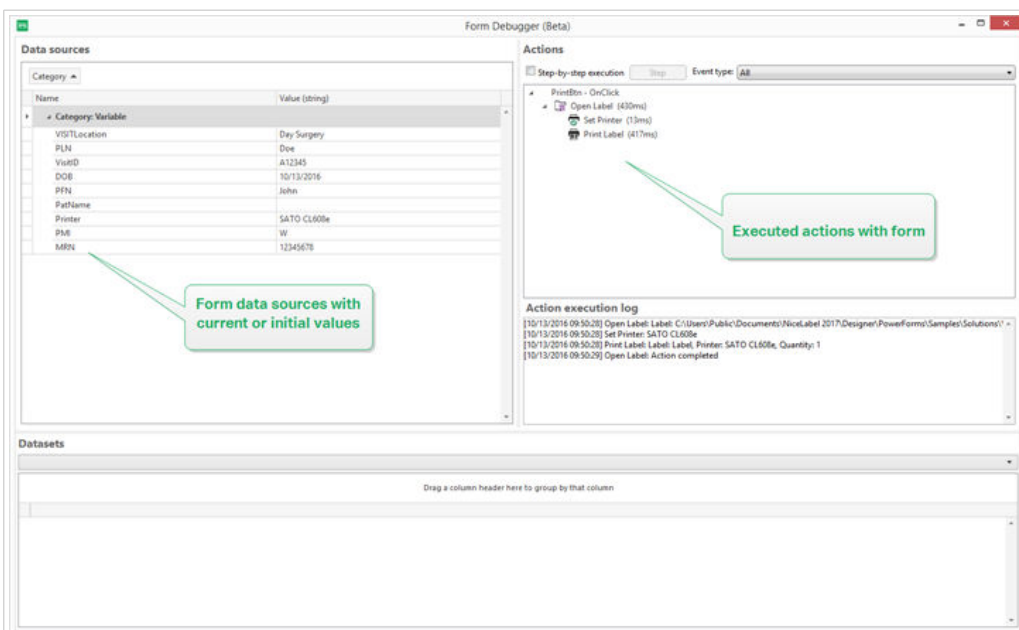 Form Debugger (Beta)
Data sources
Category
Name Value (string)
Category: Variable
VISITLocation Day Surgery
PLN Doe
VisitID A12345
DOB 10/13/2016
PFN John
PatName
Printer SATO CL608e
PMI W
MRN 12345678
Form data sources with
current or initial values
Actions
Step-by-step execution Step Event type: All
PrintBtn - OnClick
Open Label (430ms)
Set Printer (13ms)
Print Label (417ms)
Executed actions with form
Action execution log
[10/13/2016 09:50:28] Open Label: Label: C:\Users\Public\Documents\NiceLabel 2017\Designer\PowerForms\Samples\Solutions\
[10/13/2016 09:50:28] Set Printer: SATO CL608e
[10/13/2016 09:50:28] Print Label: Label: Label, Printer: SATO CL608e, Quantity: 1
[10/13/2016 09:50:29] Open Label: Action completed
Datasets
Drag a column header here to group by that column